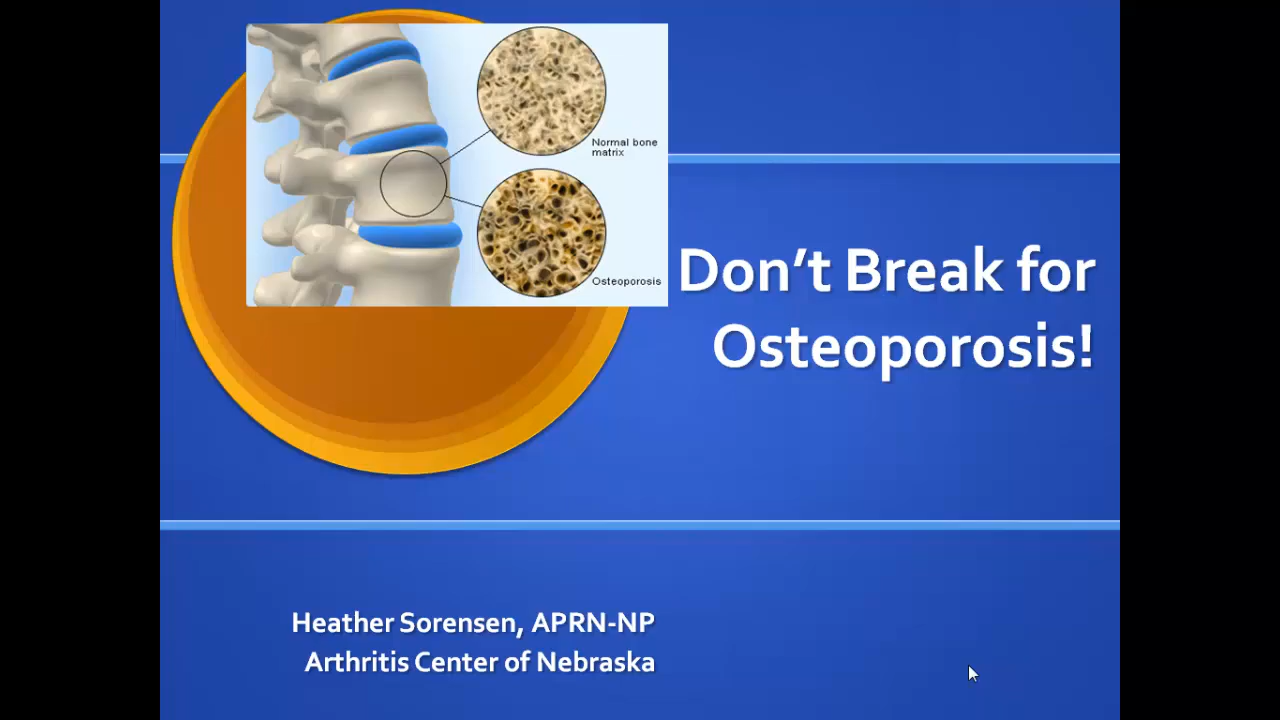 Normal bone
matrix
Osteoporosis
Don’t Break for
Osteoporosis!
Heather Sorensen, APRN-NP
Arthritis Center of Nebraska